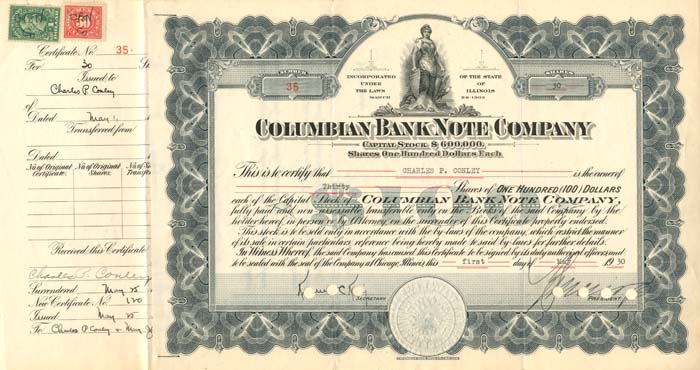 Certificate No. 35
For 30
Issued to
Charles P. Conley
of
Dated May 1
Transferred from
Dated
No of Original Certificate. No of Original Shares.
Received this Certificate
Charles P. Conley
Surrendered May 25
New Certificate No 120
Issued May 25
To Charles P Conley &
NUMBER
35
SHARES
30
INCORPORATED UNDER THE LAWS
OF THE STATE OF ILLINOIS
MARCH
COLUMBIAN BANK NOTE COMPANY
CAPITAL STOCK $600,000.
SHARES ONE HUNDRED DOLLARS EACH.
This is to certify that CHARLES P. CONLEY is the owner of
Thirty Shares of ONE HUNDRED (100) DOLLARS
each of the Capital Stock of COLUMBIAN BANK NOTE COMPANY,
fully paid and non assessable transferable only on the Books of the said Company by the
holder hereof, in person or by Attorney on the surrender of this Certificate properly endorsed.
This stock is to be sold only in accordance with the by-laws of the company, which restrict the manner
of its sale in certain particulars, reference being hereby made to said by-laws for further details.
In Witness Whereof, the said Company has caused this Certificate to be signed by its duly authorized officers and
to be sealed with the seal of the Company at Chicago, Illinois, this first day of May 1930
SECRETARY
PRESIDENT